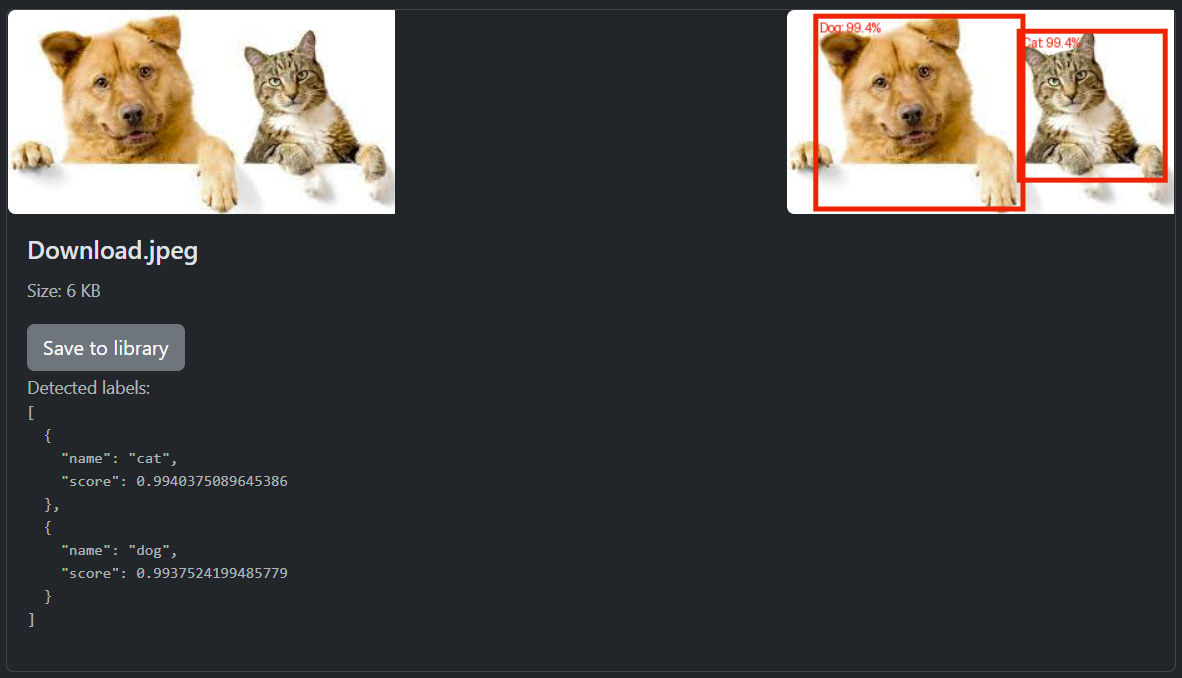 Dog: 99.4%
Cat 99.4%
Download.jpeg
Size: 6 KB
Save to library
Detected labels:
[
  {
    "name": "cat",
    "score": 0.9940375089645386
  },
  {
    "name": "dog",
    "score": 0.9937524199485779
  }
]